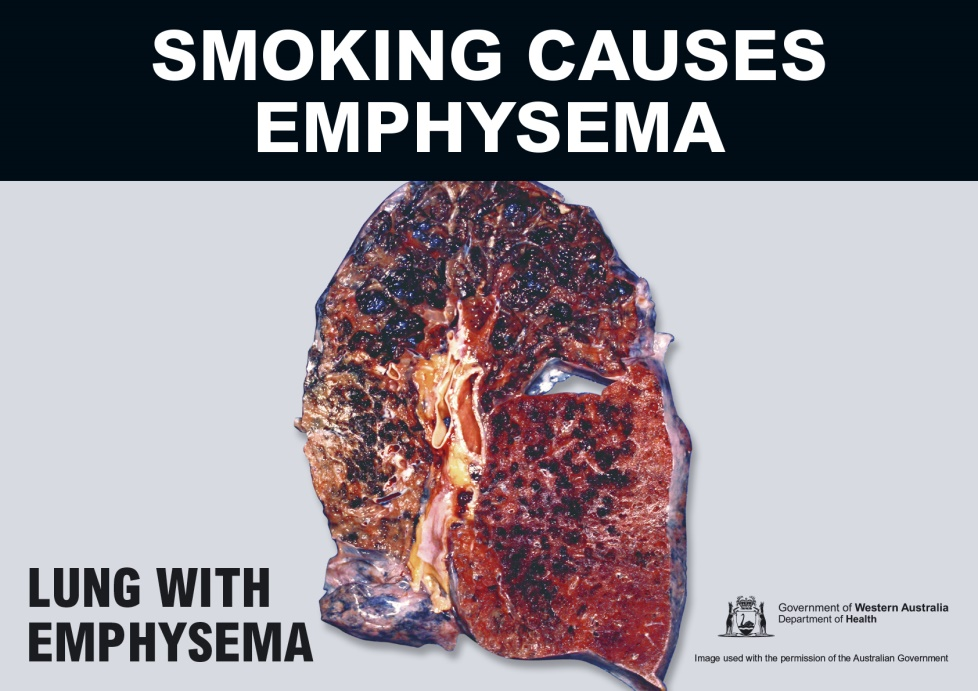 SMOKING CAUSES
EMPHYSEMA
LUNG WITH
EMPHYSEMA
Government of Western Australia
Department of Health
Image used with the permission of the Australian Government